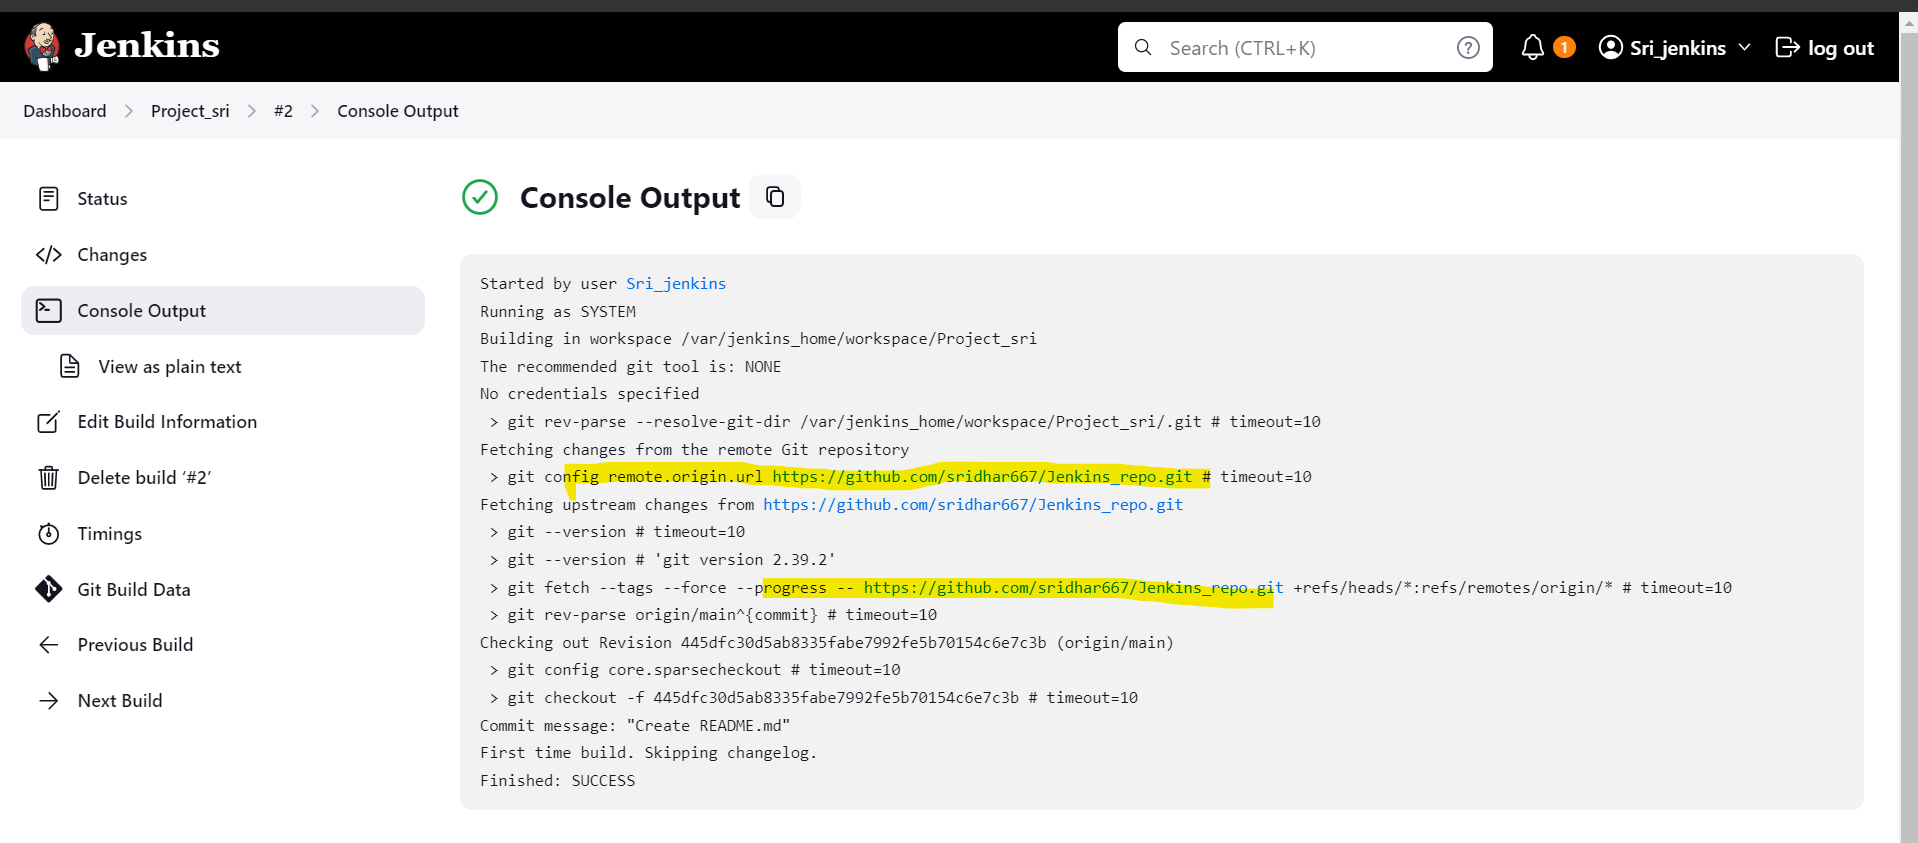 Jenkins
Search (CTRL+K)
?
1
Sri_jenkins
log out
Dashboard > Project_sri > #2 > Console Output
Status
Changes
Console Output
View as plain text
Edit Build Information
Delete build ‘#2’
Timings
Git Build Data
Previous Build
Next Build
Console Output
Started by user Sri_jenkins
Running as SYSTEM
Building in workspace /var/jenkins_home/workspace/Project_sri
The recommended git tool is: NONE
No credentials specified
 > git rev-parse --resolve-git-dir /var/jenkins_home/workspace/Project_sri/.git # timeout=10
Fetching changes from the remote Git repository
 > git config remote.origin.url https://github.com/sridhar667/Jenkins_repo.git # timeout=10
Fetching upstream changes from https://github.com/sridhar667/Jenkins_repo.git
 > git --version # timeout=10
 > git --version # 'git version 2.39.2'
 > git fetch --tags --force --progress -- https://github.com/sridhar667/Jenkins_repo.git +refs/heads/*:refs/remotes/origin/* # timeout=10
 > git rev-parse origin/main^{commit} # timeout=10
Checking out Revision 445dfc30d5ab8335fabe7992fe5b70154c6e7c3b (origin/main)
 > git config core.sparsecheckout # timeout=10
 > git checkout -f 445dfc30d5ab8335fabe7992fe5b70154c6e7c3b # timeout=10
Commit message: "Create README.md"
First time build. Skipping changelog.
Finished: SUCCESS